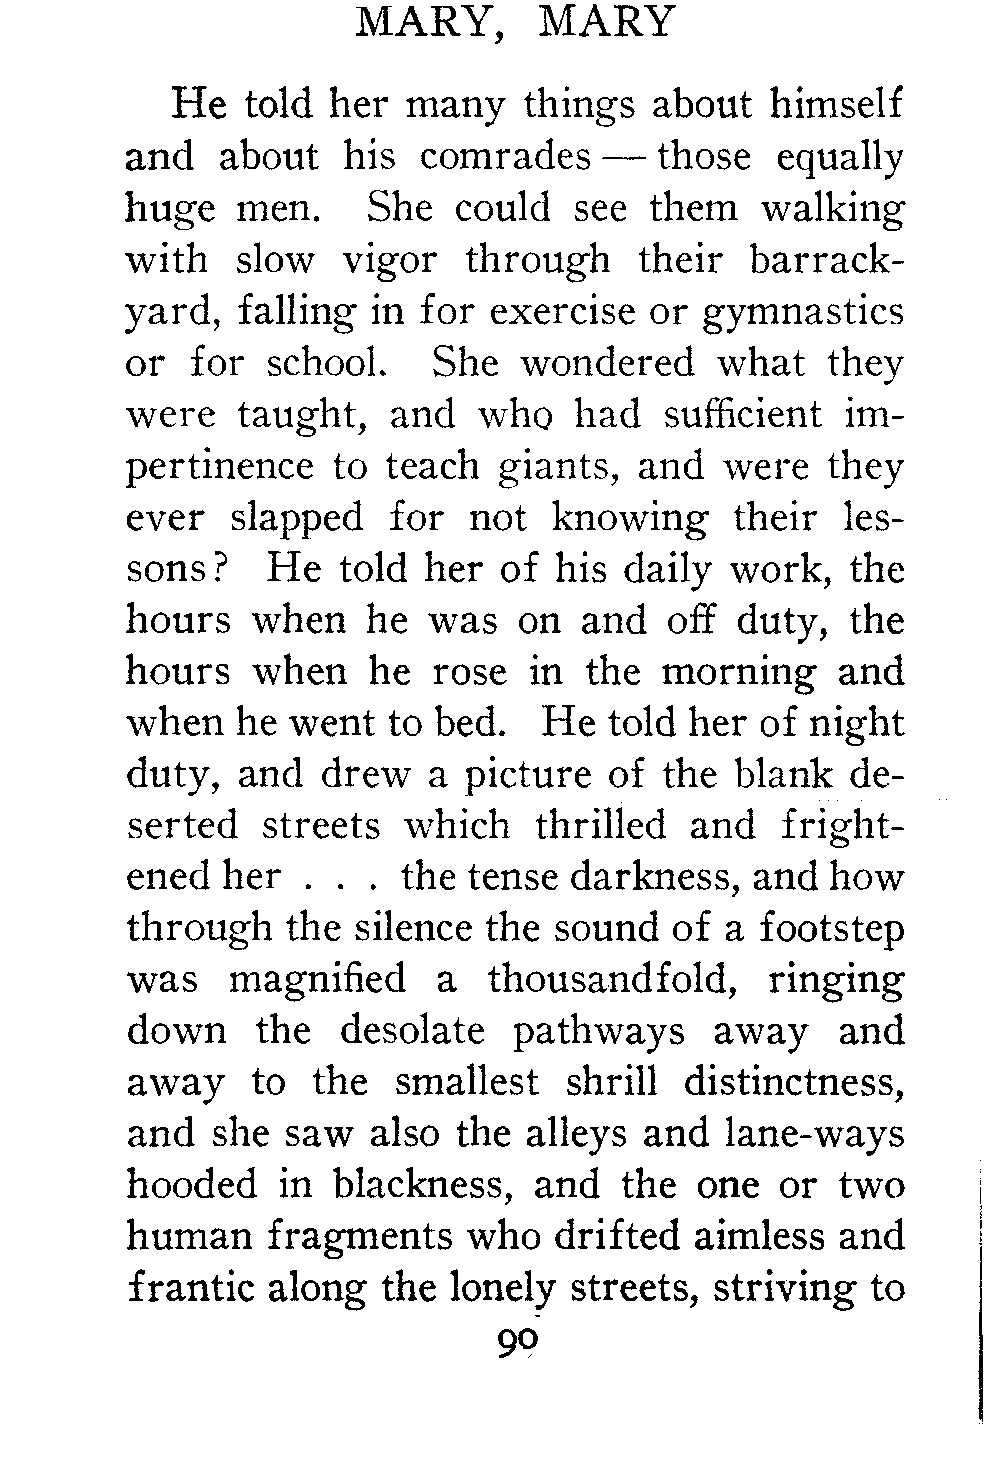 MARY, MARY
He told her many things about himself
and about his comrades — those equally
huge men. She could see them walking
with slow vigor through their barrack-
yard, falling in for exercise or gymnastics
or for school. She wondered what they
were taught, and who had sufficient im-
pertinence to teach giants, and were they
ever slapped for not knowing their les-
sons? He told her of his daily work, the
hours when he was on and off duty, the
hours when he rose in the morning and
when he went to bed. He told her of night
duty, and drew a picture of the blank de-
serted streets which thrilled and fright-
ened her . . . the tense darkness, and how
through the silence the sound of a footstep
was magnified a thousandfold, ringing
down the desolate pathways away and
away to the smallest shrill distinctness,
and she saw also the alleys and lane-ways
hooded in blackness, and the one or two
human fragments who drifted aimless and
frantic along the lonely streets, striving to
90